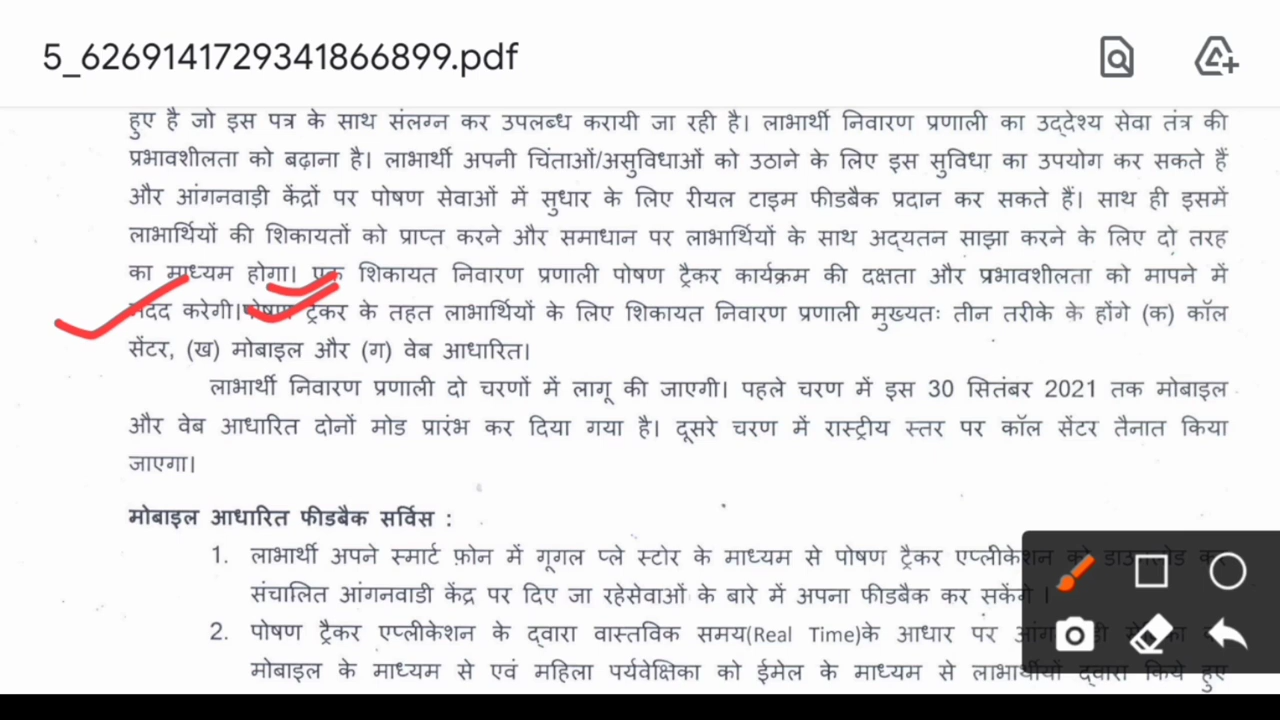 5_6269141729341866899.pdf
हुए है जो इस पत्र के साथ संलग्न कर उपलब्ध करायी जा रही है। लाभार्थी निवारण प्रणाली का उद्देश्य सेवा तंत्र की
प्रभावशीलता को बढ़ाना है। लाभार्थी अपनी चिंताओं/असुविधाओं को उठाने के लिए इस सुविधा का उपयोग कर सकते हैं
और आंगनवाड़ी केंद्रों पर पोषण सेवाओं में सुधार के लिए रीयल टाइम फीडबैक प्रदान कर सकते हैं। साथ ही इसमें
लाभार्थियों की शिकायतों को प्राप्त करने और समाधान पर लाभार्थियों के साथ अद्यतन साझा करने के लिए दो तरह
का माध्यम होगा। एक शिकायत निवारण प्रणाली पोषण ट्रैकर कार्यक्रम की दक्षता और प्रभावशीलता को मापने में
मदद करेगी।पोषण ट्रैकर के तहत लाभार्थियों के लिए शिकायत निवारण प्रणाली मुख्यतः तीन तरीके के होंगे (क) कॉल
सेंटर, (ख) मोबाइल और (ग) वेब आधारित।
लाभार्थी निवारण प्रणाली दो चरणों में लागू की जाएगी। पहले चरण में इस 30 सितंबर 2021 तक मोबाइल
और वेब आधारित दोनों मोड प्रारंभ कर दिया गया है। दूसरे चरण में रास्ट्रीय स्तर पर कॉल सेंटर तैनात किया
जाएगा।
मोबाइल आधारित फीडबैक सर्विस :
1. लाभार्थी अपने स्मार्ट फ़ोन में गूगल प्ले स्टोर के माध्यम से पोषण ट्रैकर एप्लीकेशन को डाउनलोड कर
संचालित आंगनवाडी केंद्र पर दिए जा रहेसेवाओं के बारे में अपना फीडबैक कर सकेंगे ।
2. पोषण ट्रैकर एप्लीकेशन के द्वारा वास्तविक समय(Real Time)के आधार पर
मोबाइल के माध्यम से एवं महिला पर्यवेक्षिका को ईमेल के माध्यम से लाभार्थीयों द्वारा किये हुए